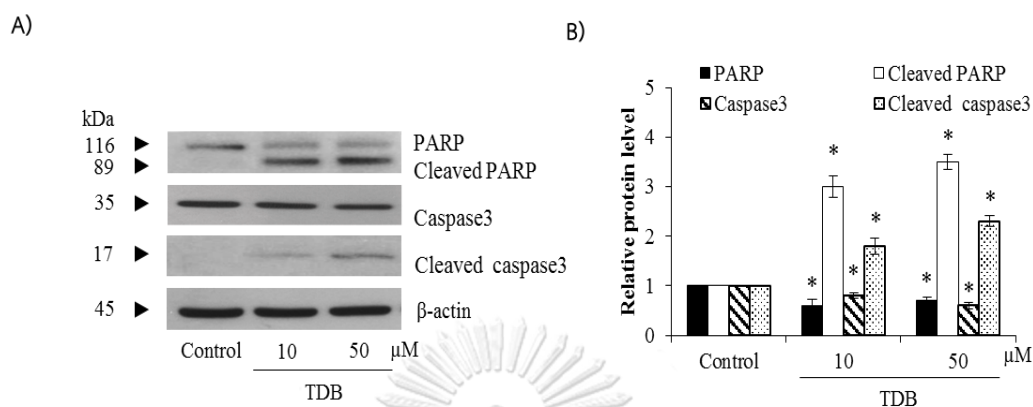 A)
kDa
116 PARP
89 Cleaved PARP
35 Caspase3
17 Cleaved caspase3
45 β-actin
Control 10 50 µM
TDB
B)
PARP Cleaved PARP
Caspase3 Cleaved caspase3
Relative protein lelvel
5
4
3
2
1
0
* * * *
* * * *
Control 10 50 µM
TDB